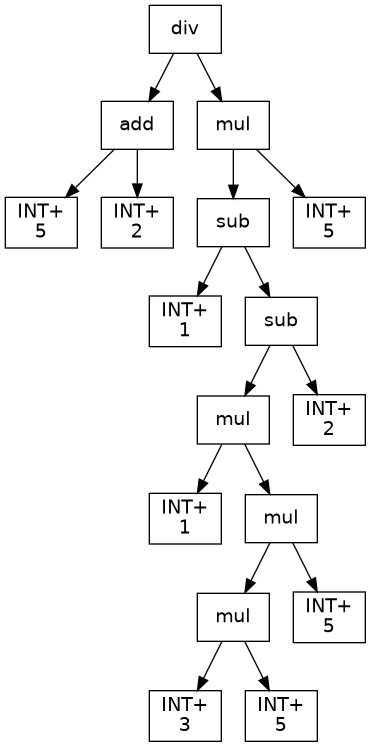 div
add
mul
INT+
5
INT+
2
sub
INT+
5
INT+
1
sub
mul
INT+
2
INT+
1
mul
mul
INT+
5
INT+
3
INT+
5